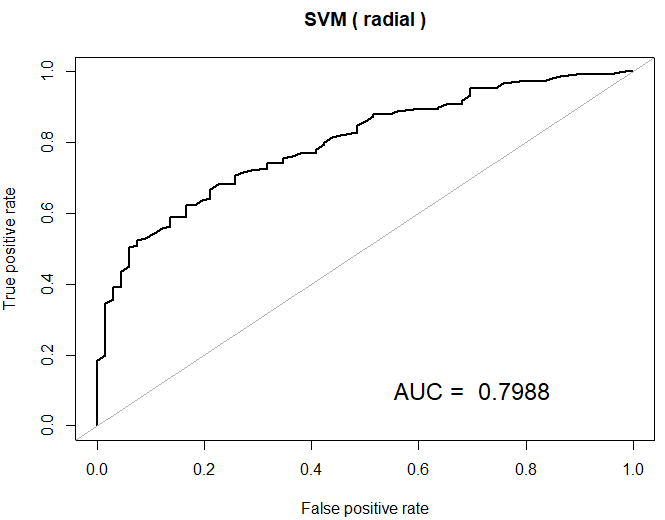 SVM ( radial )
1.0
0.8
0.6
0.4
0.2
0.0
True positive rate
AUC = 0.7988
0.0 0.2 0.4 0.6 0.8 1.0
False positive rate